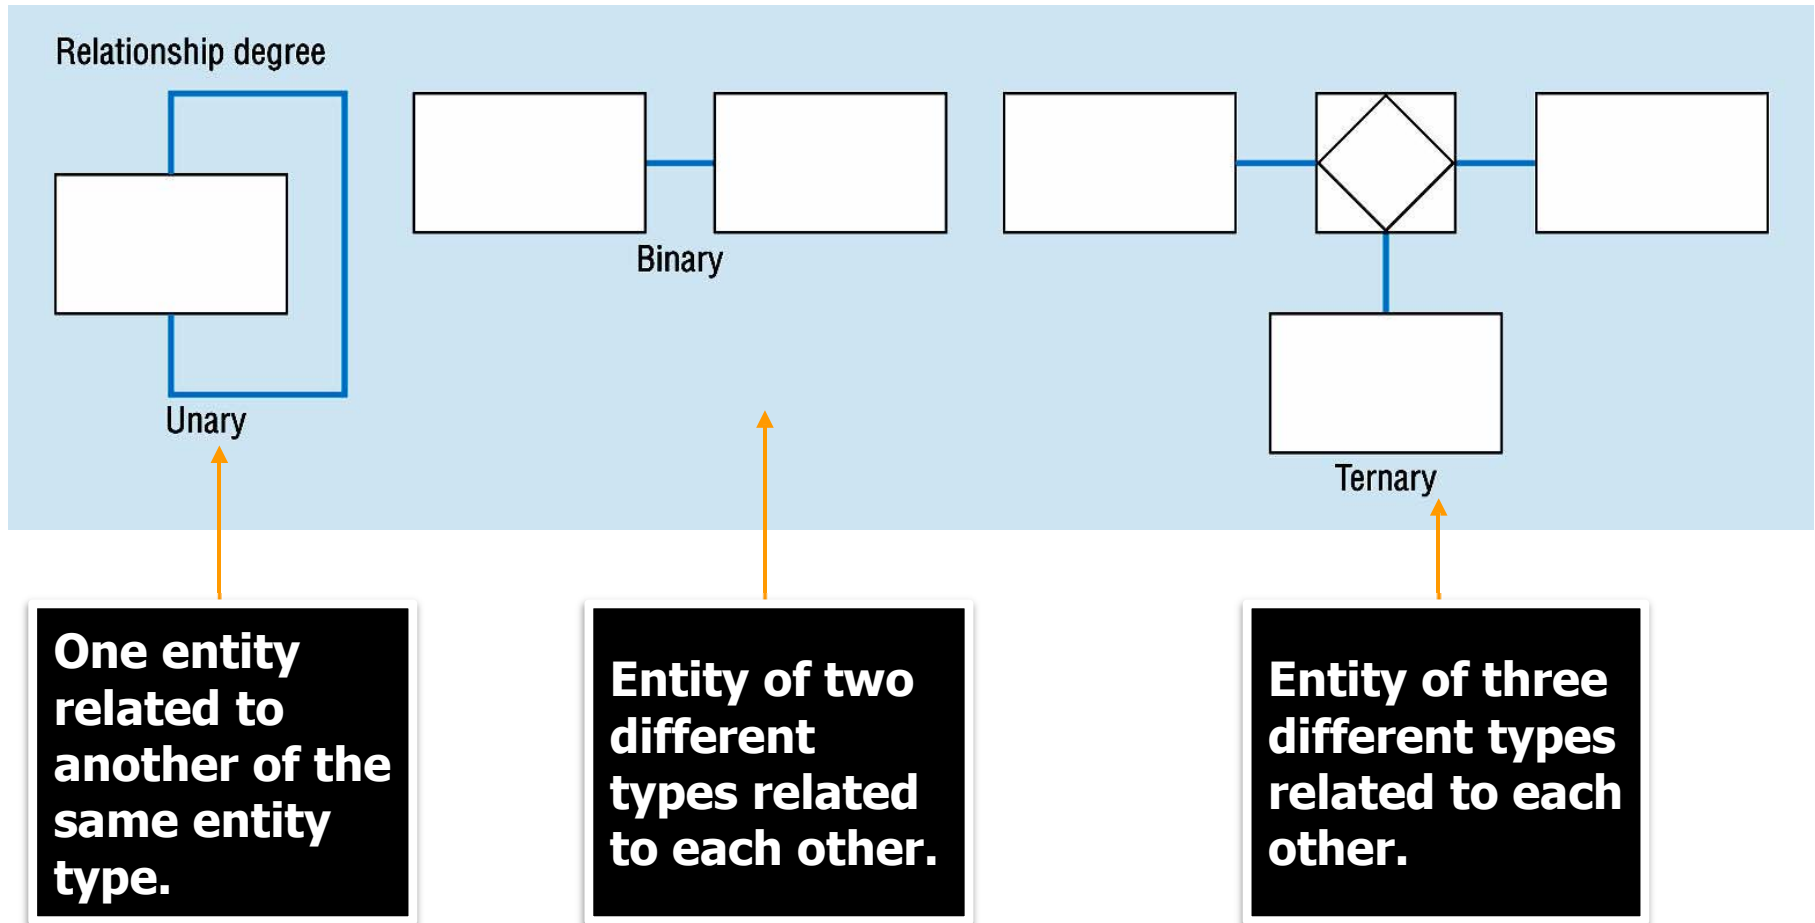 Relationship degree
Unary
Binary
Ternary
One entity
related to
another of the
same entity
type.
Entity of two
different
types related
to each other.
Entity of three
different types
related to each
other.